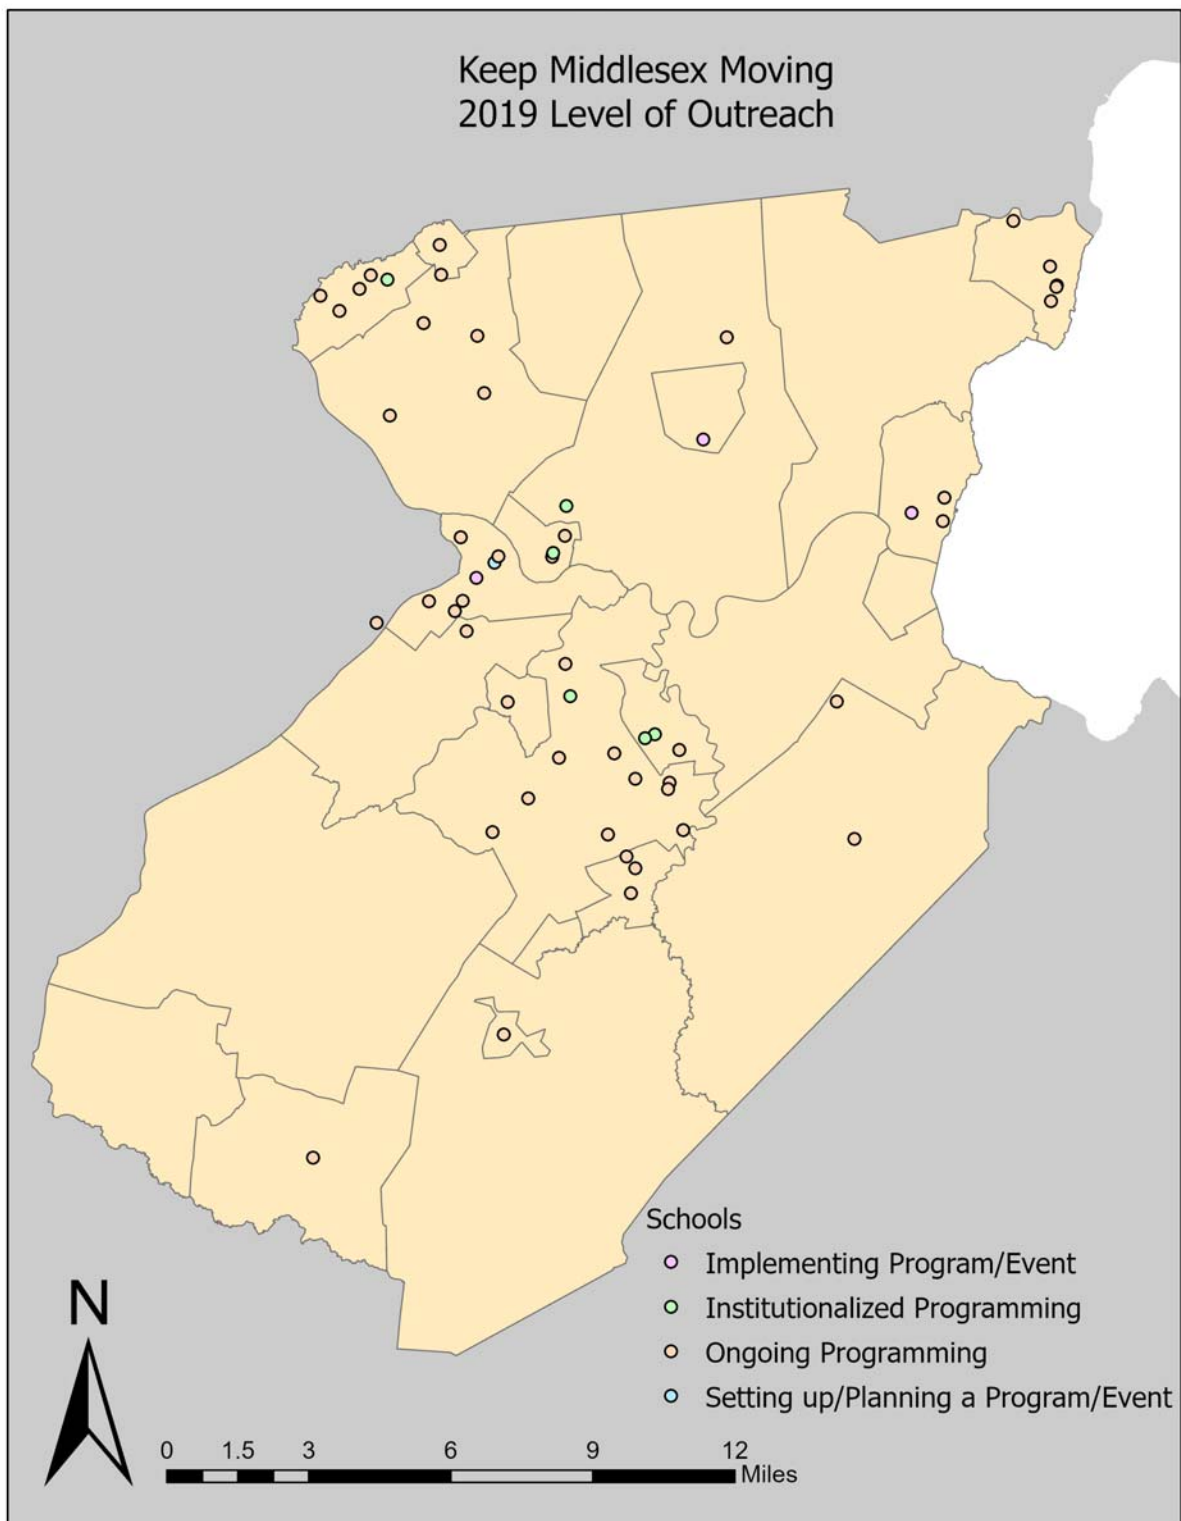 Keep Middlesex Moving
2019 Level of Outreach
Schools
Implementing Program/Event
Institutionalized Programming
Ongoing Programming
Setting up/Planning a Program/Event
N
0 1.5 3 6 9 12
Miles